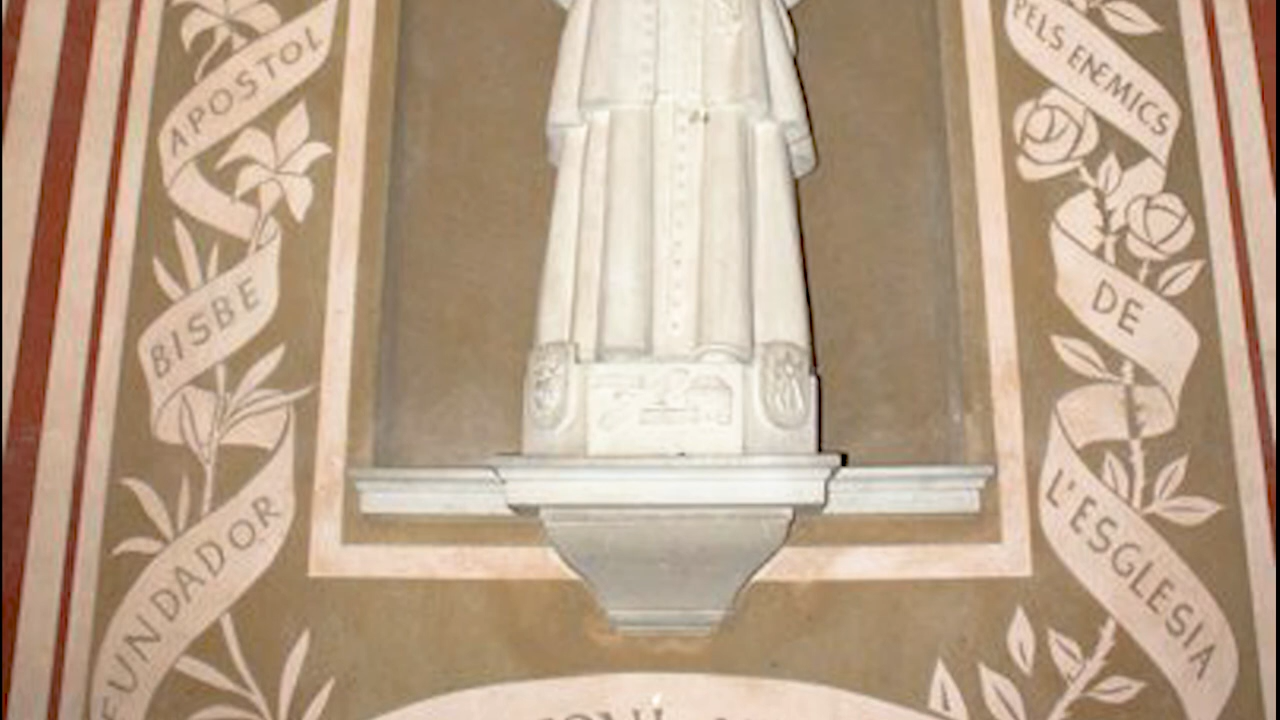 APOSTOL
BISBE
FUNDADOR
PELS ENEMICS
DE
L'ESGLESIA